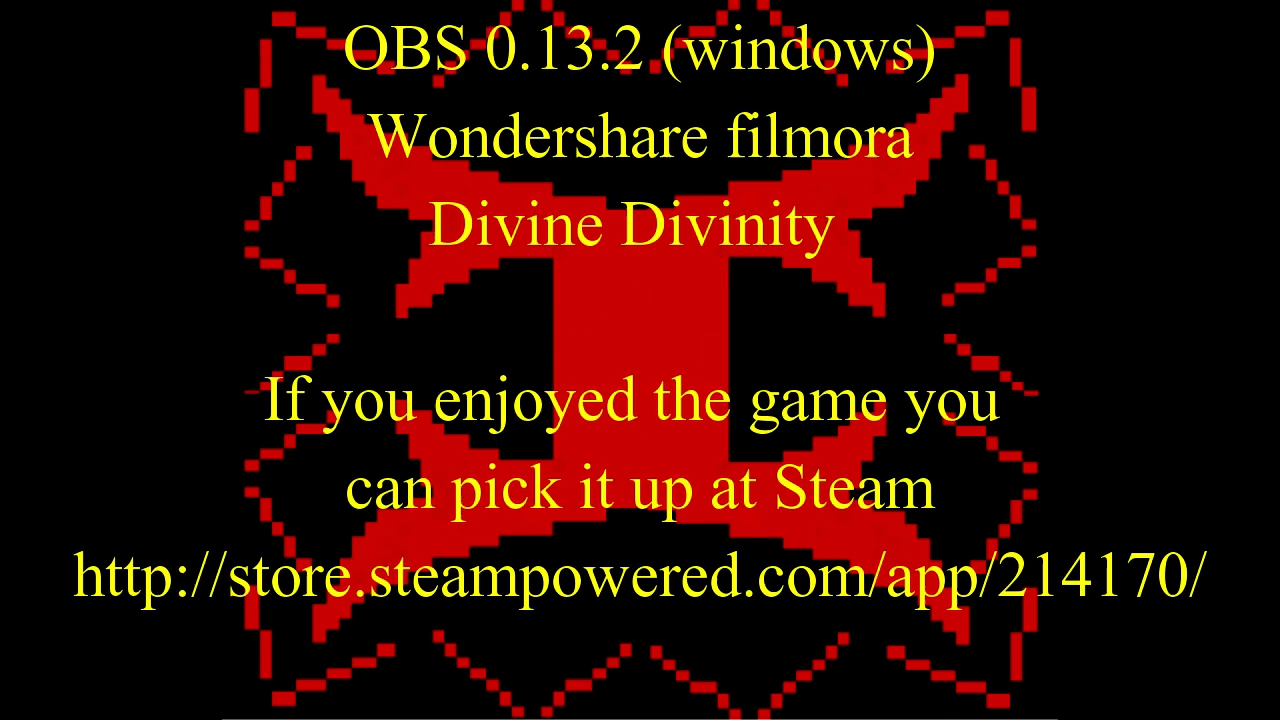 OBS 0.13.2 (windows)
Wondershare filmora
Divine Divinity
If you enjoyed the game you
can pick it up at Steam
http://store.steampowered.com/app/214170/